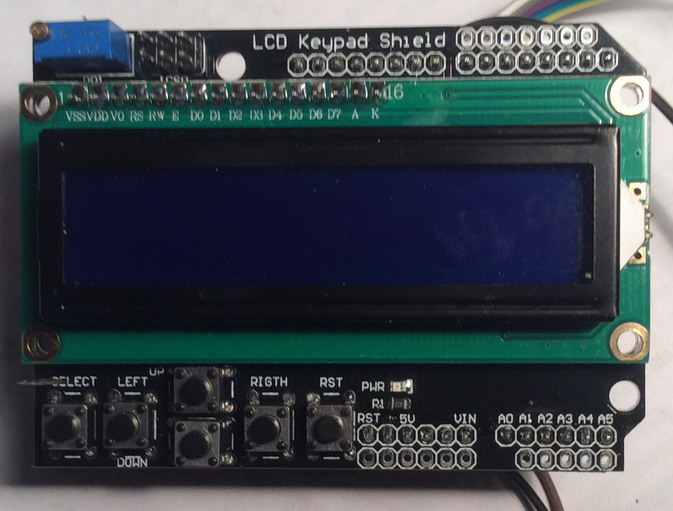 LCD Keypad Shield
1 16
VSS VDD VO RS RW E D0 D1 D2 D3 D4 D5 D6 D7 A K
SELECT LEFT UP RIGTH RST PWR
R1
RST 5V VIN A0 A1 A2 A3 A4 A5
DOWN